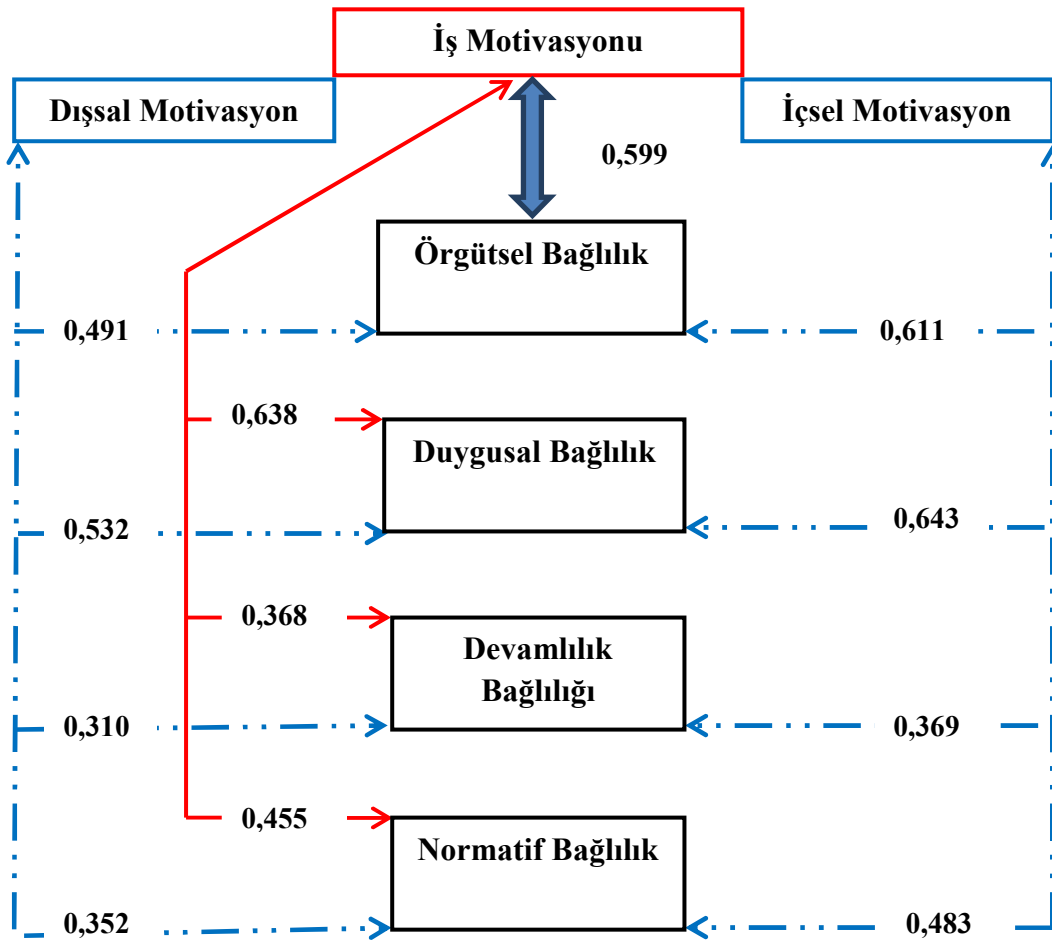 İş Motivasyonu
Dışsal Motivasyon
İçsel Motivasyon
0,599
Örgütsel Bağlılık
0,491
0,611
0,638
Duygusal Bağlılık
0,532
0,643
0,368
Devamlılık
Bağlılığı
0,310
0,369
0,455
Normatif Bağlılık
0,352
0,483